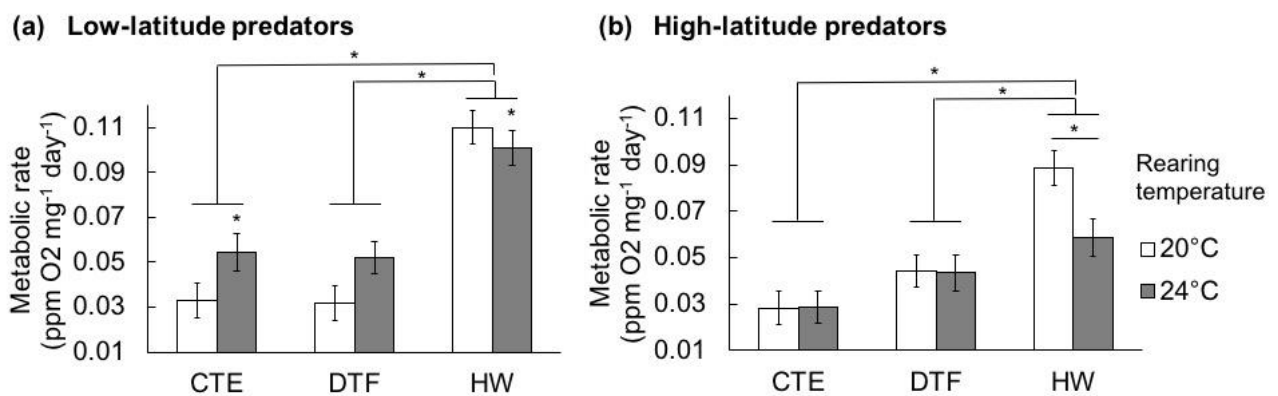 (a) Low-latitude predators
Metabolic rate
(ppm O2 mg-1 day-1)
0.11
0.09
0.07
0.05
0.03
0.01
*
*
*
*
CTE DTF HW
(b) High-latitude predators
Metabolic rate
(ppm O2 mg-1 day-1)
0.11
0.09
0.07
0.05
0.03
0.01
*
*
*
CTE DTF HW
Rearing
temperature
20°C
24°C